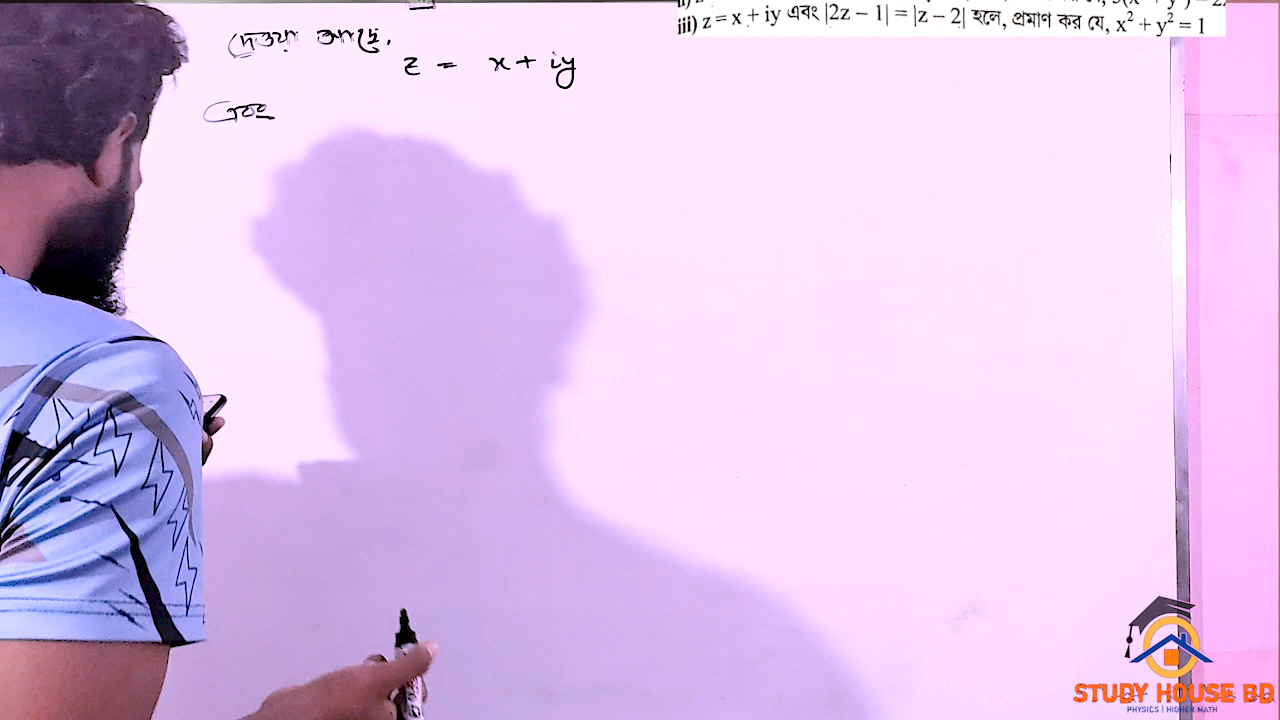 iii) z = x + iy এবং |2z − 1| = |z − 2| হলে, প্রমাণ কর যে, x² + y² = 1
দেওয়া আছে,
z = x + iy
এবং
STUDY HOUSE BD
PHYSICS | HIGHER MATH